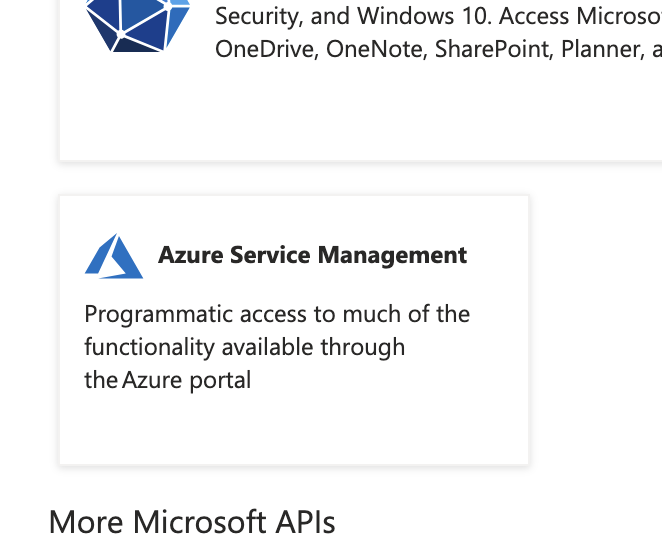 Security, and Windows 10. Access
OneDrive, OneNote, SharePoint, Planner,
Azure Service Management
Programmatic access to much of the
functionality available through
the Azure portal
More Microsoft APIs